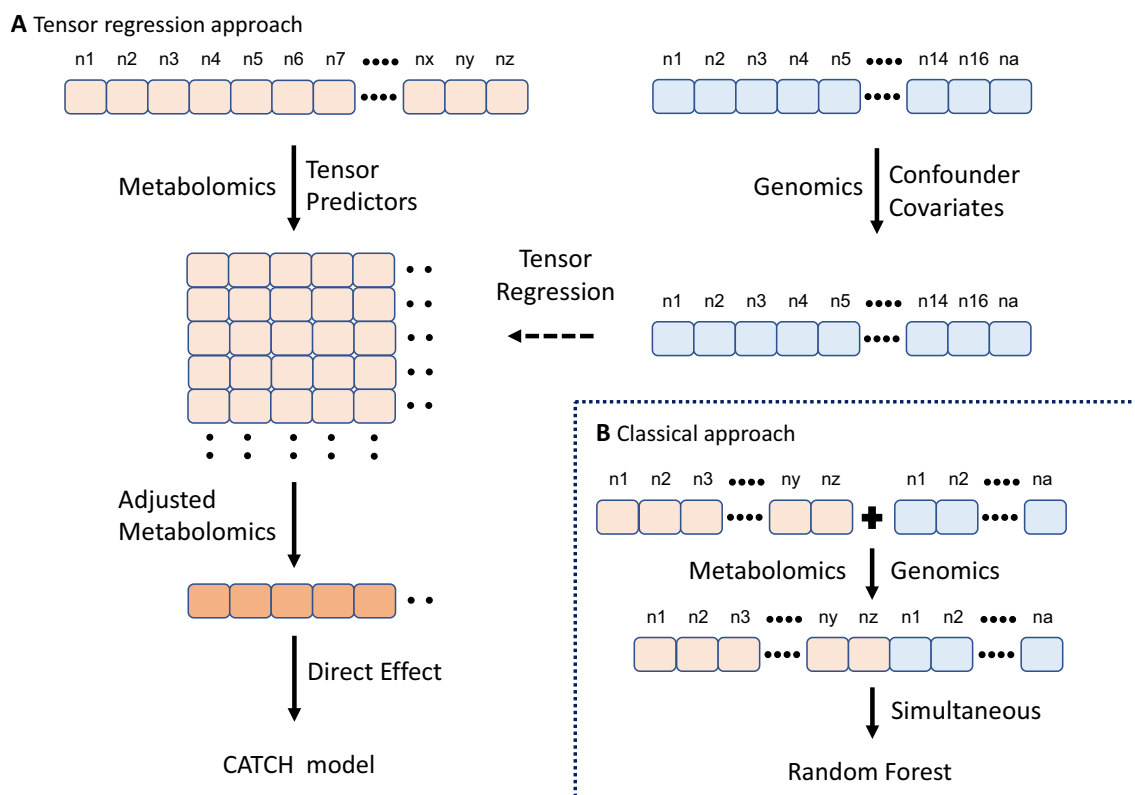 A Tensor regression approach
n1 n2 n3 n4 n5 n6 n7 •••• nx ny nz
n1 n2 n3 n4 n5 •••• n14 n16 na
Metabolomics
Tensor
Predictors
Genomics
Confounder
Covariates
Tensor
Regression
n1 n2 n3 n4 n5 •••• n14 n16 na
Adjusted
Metabolomics
Direct Effect
CATCH model
B Classical approach
n1 n2 n3 •••• ny nz
n1 n2 •••• na
Metabolomics
Genomics
n1 n2 n3 •••• ny nz n1 n2 •••• na
Simultaneous
Random Forest